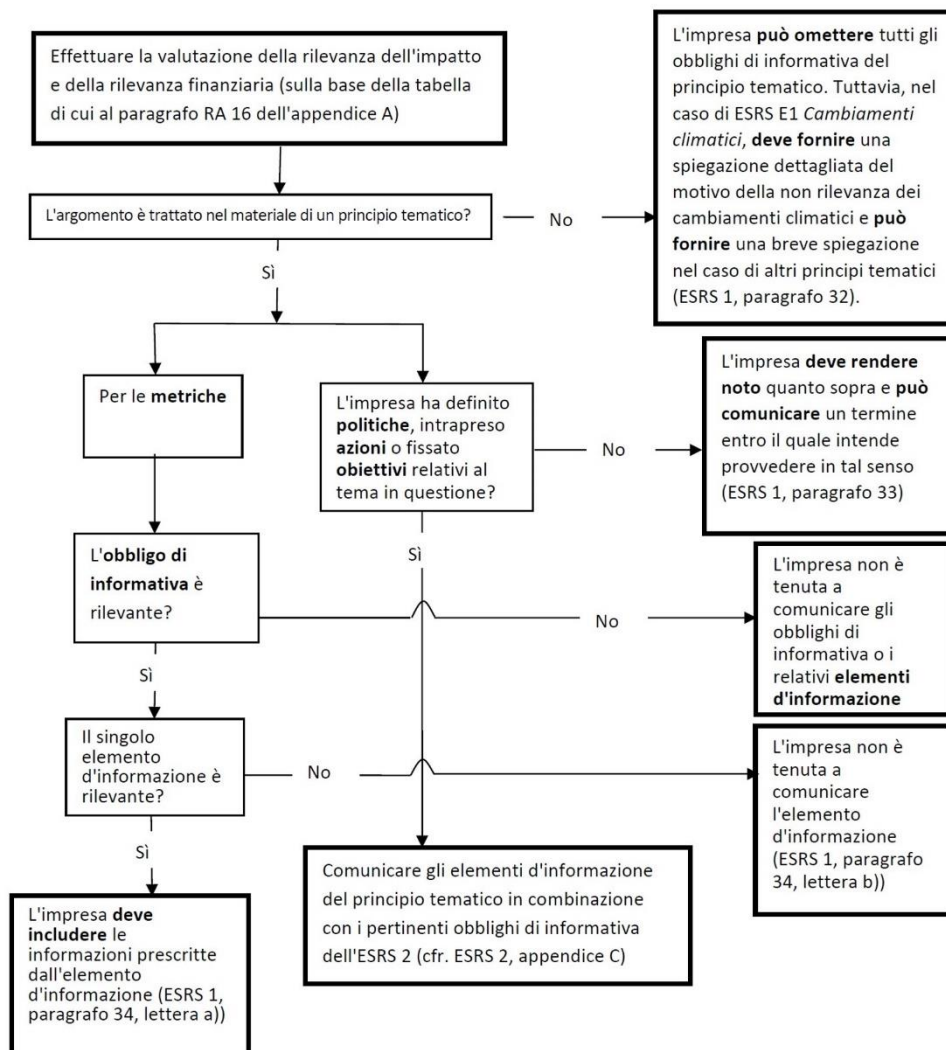 Effettuare la valutazione della rilevanza dell'impatto
e della rilevanza finanziaria (sulla base della tabella
di cui al paragrafo RA 16 dell'appendice A)
L'impresa può omettere tutti gli
obblighi di informativa del
principio tematico. Tuttavia, nel
caso di ESRS E1 Cambiamenti
climatici, deve fornire una
spiegazione dettagliata del
motivo della non rilevanza dei
cambiamenti climatici e può
fornire una breve spiegazione
nel caso di altri principi tematici
(ESRS 1, paragrafo 32).
L'argomento è trattato nel materiale di un principio tematico?
No
Sì
Per le metriche
L'impresa ha definito
politiche, intrapreso
azioni o fissato
obiettivi relativi al
tema in questione?
No
L'impresa deve rendere
noto quanto sopra e può
comunicare un termine
entro il quale intende
provvedere in tal senso
(ESRS 1, paragrafo 33)
Sì
L'obbligo di
informativa è
rilevante?
No
L'impresa non è
tenuta a
comunicare gli
obblighi di
informativa o i
relativi elementi
d'informazione
Sì
Il singolo
elemento
d'informazione è
rilevante?
No
L'impresa non è
tenuta a
comunicare
l'elemento
d'informazione
(ESRS 1, paragrafo
34, lettera b))
Sì
Comunicare gli elementi d'informazione
del principio tematico in combinazione
con i pertinenti obblighi di informativa
dell'ESRS 2 (cfr. ESRS 2, appendice C)
L'impresa deve
includere le
informazioni prescritte
dall'elemento
d'informazione (ESRS 1,
paragrafo 34, lettera a))